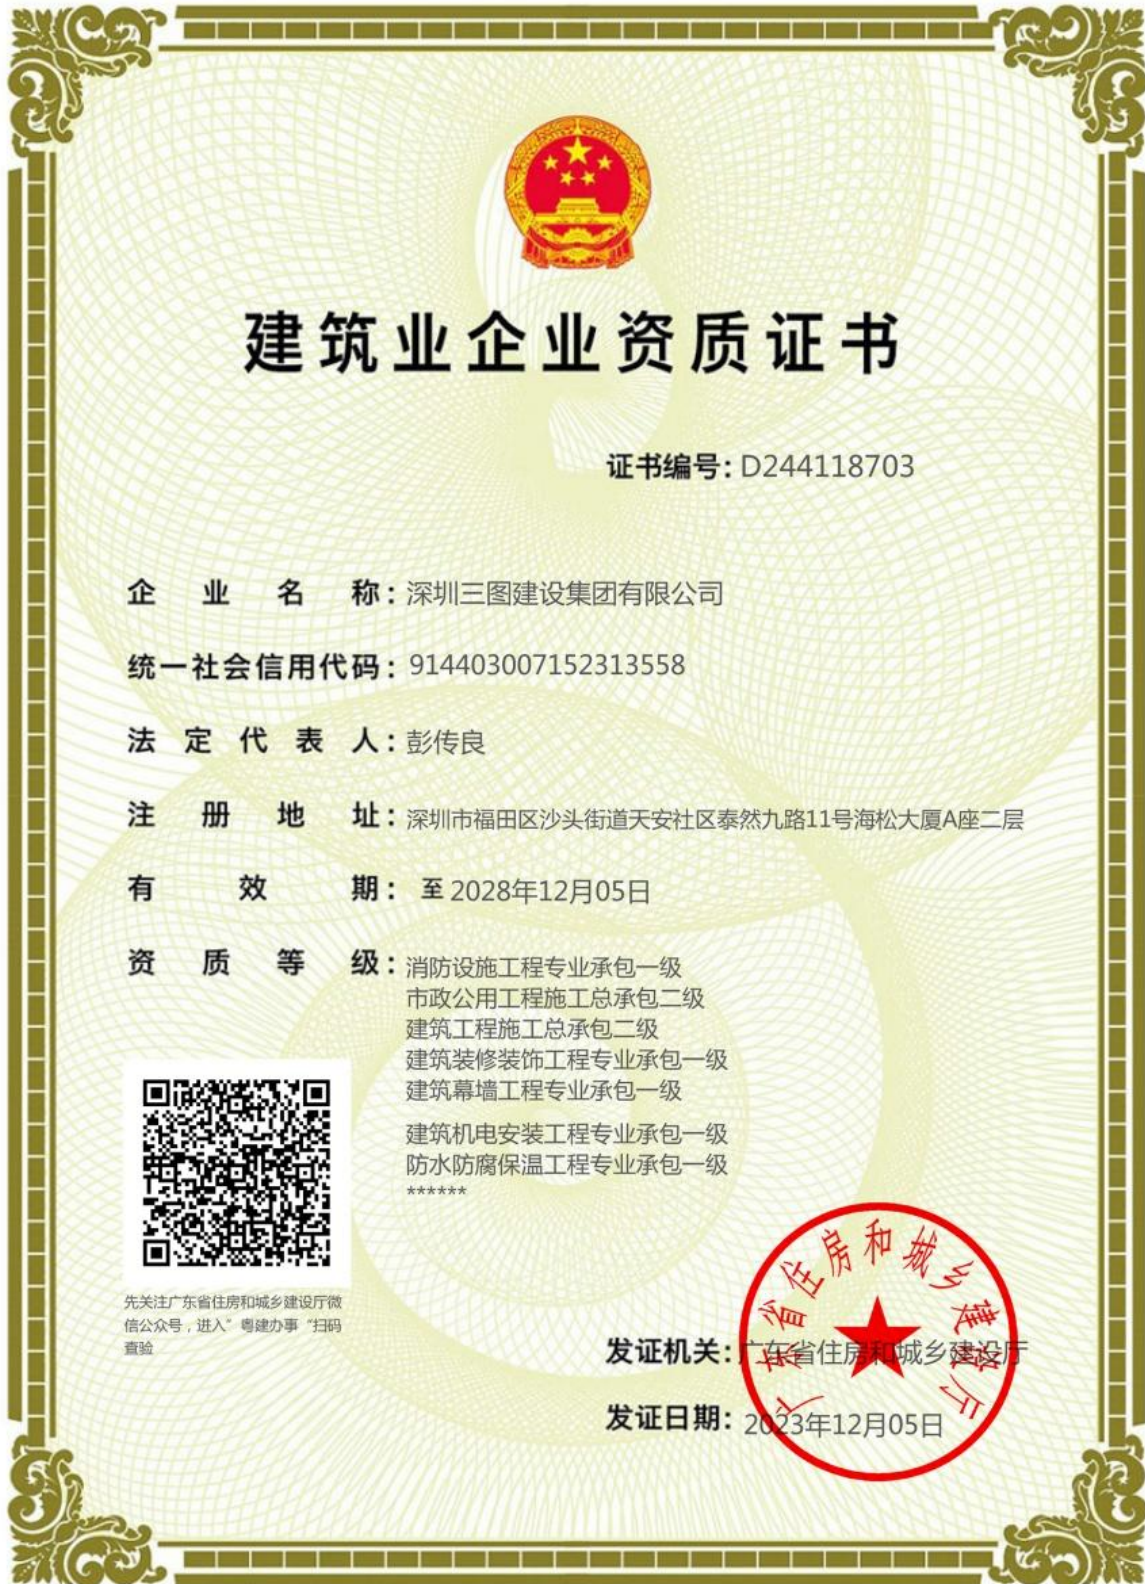 建筑业企业资质证书
证书编号：D244118703
企业名称：深圳三图建设集团有限公司
统一社会信用代码：914403007152313558
法定代表人：彭传良
注册地址：深圳市福田区沙头街道天安社区泰然九路11号海松大厦A座二层
有效期：至 2028年12月05日
资质等级：消防设施工程专业承包一级
市政公用工程施工总承包二级
建筑工程施工总承包二级
建筑装修装饰工程专业承包一级
建筑幕墙工程专业承包一级
建筑机电安装工程专业承包一级
防水防腐保温工程专业承包一级
******
先关注广东省住房和城乡建设厅微
信公众号，进入”粤建办事“扫码
查验
发证机关：广东省住房和城乡建设厅
发证日期：2023年12月05日
广东省住房和城乡建设厅